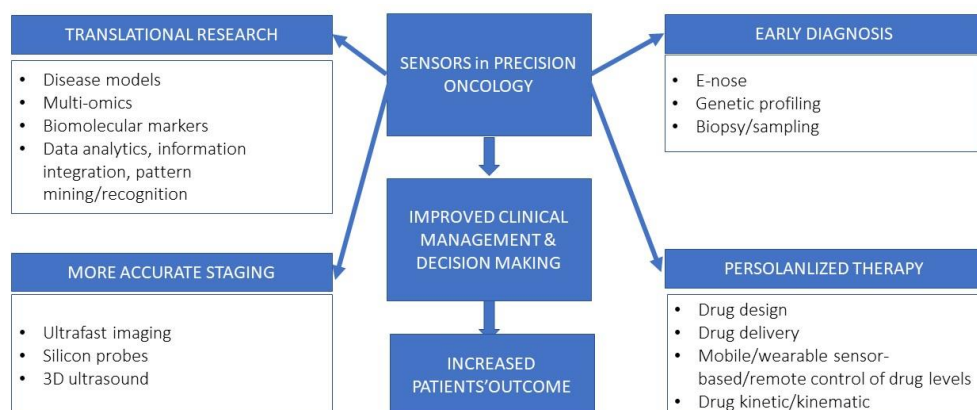 TRANSLATIONAL RESEARCH
• Disease models
• Multi-omics
• Biomolecular markers
• Data analytics, information
integration, pattern
mining/recognition
SENSORS in PRECISION
ONCOLOGY
EARLY DIAGNOSIS
• E-nose
• Genetic profiling
• Biopsy/sampling
IMPROVED CLINICAL
MANAGEMENT &
DECISION MAKING
MORE ACCURATE STAGING
• Ultrafast imaging
• Silicon probes
• 3D ultrasound
PERSOLANLIZED THERAPY
• Drug design
• Drug delivery
• Mobile/wearable sensor-
based/remote control of drug levels
• Drug kinetic/kinematic
INCREASED
PATIENTS'OUTCOME